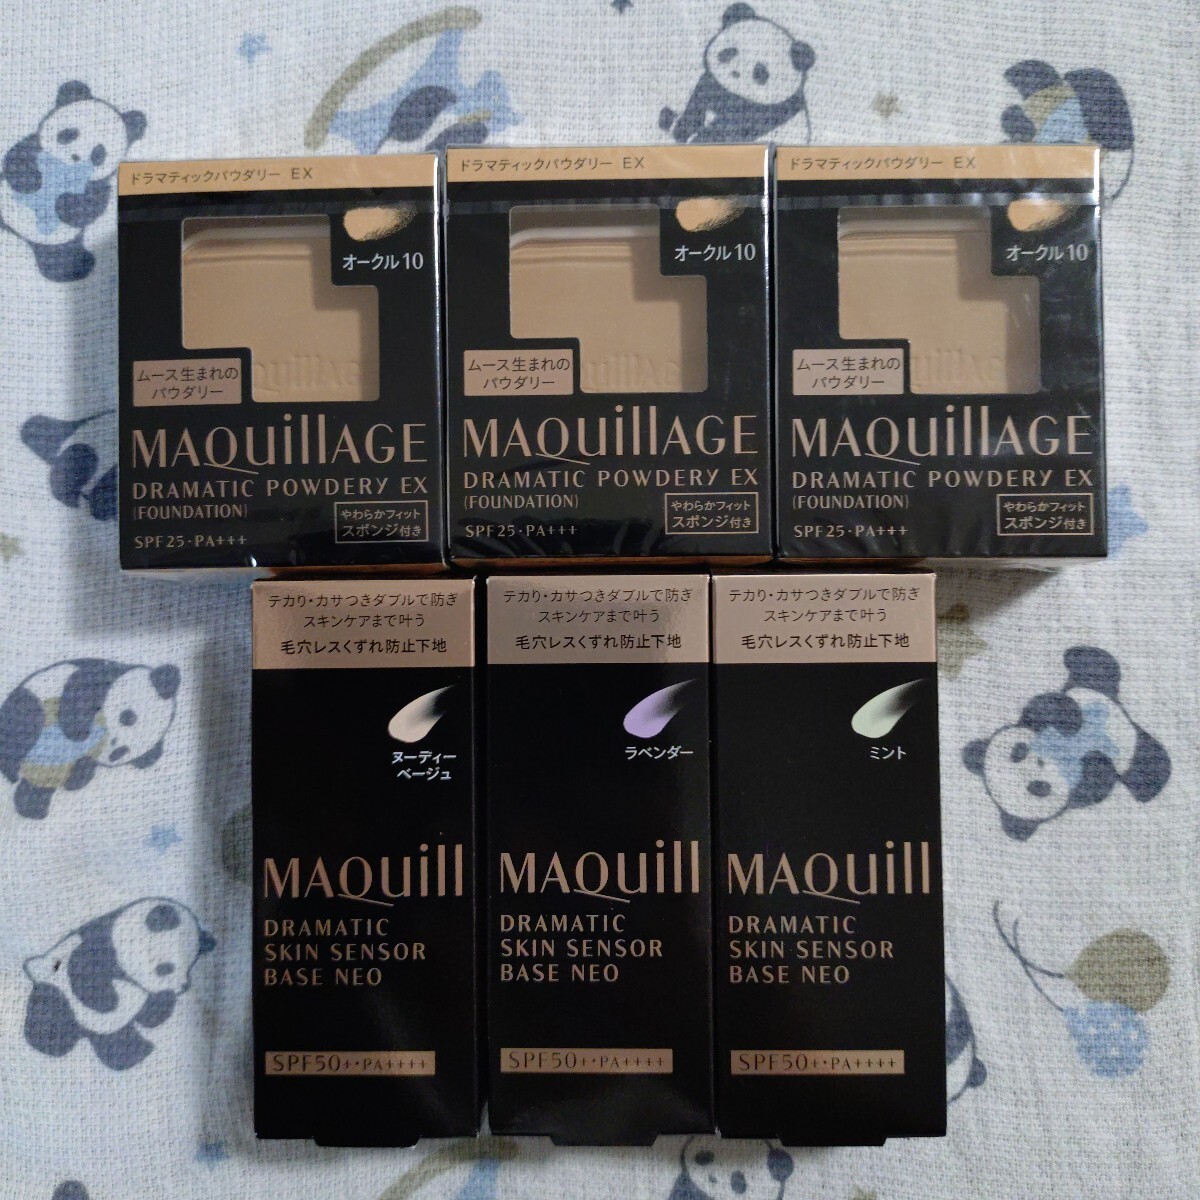 ドラマティックパウダリー EX
オークル10
ムース生まれの
パウダリー
MAQuillAGE
DRAMATIC POWDERY EX
(FOUNDATION)
SPF25・PA+++
やわらかフィット
スポンジ付き
ドラマティックパウダリー EX
オークル10
ムース生まれの
パウダリー
MAQuillAGE
DRAMATIC POWDERY EX
(FOUNDATION)
SPF25・PA+++
やわらかフィット
スポンジ付き
ドラマティックパウダリー EX
オークル10
ムース生まれの
パウダリー
MAQuillAGE
DRAMATIC POWDERY EX
(FOUNDATION)
SPF25・PA+++
やわらかフィット
スポンジ付き
テカり・カサつきダブルで防ぎ
スキンケアまで叶う
毛穴レスくずれ防止下地
ヌーディー
ベージュ
MAQuill
DRAMATIC
SKIN SENSOR
BASE NEO
SPF50+・PA++++
テカり・カサつきダブルで防ぎ
スキンケアまで叶う
毛穴レスくずれ防止下地
ラベンダー
MAQuill
DRAMATIC
SKIN SENSOR
BASE NEO
SPF50+・PA++++
テカり・カサつきダブルで防ぎ
スキンケアまで叶う
毛穴レスくずれ防止下地
ミント
MAQuill
DRAMATIC
SKIN SENSOR
BASE NEO
SPF50+・PA++++